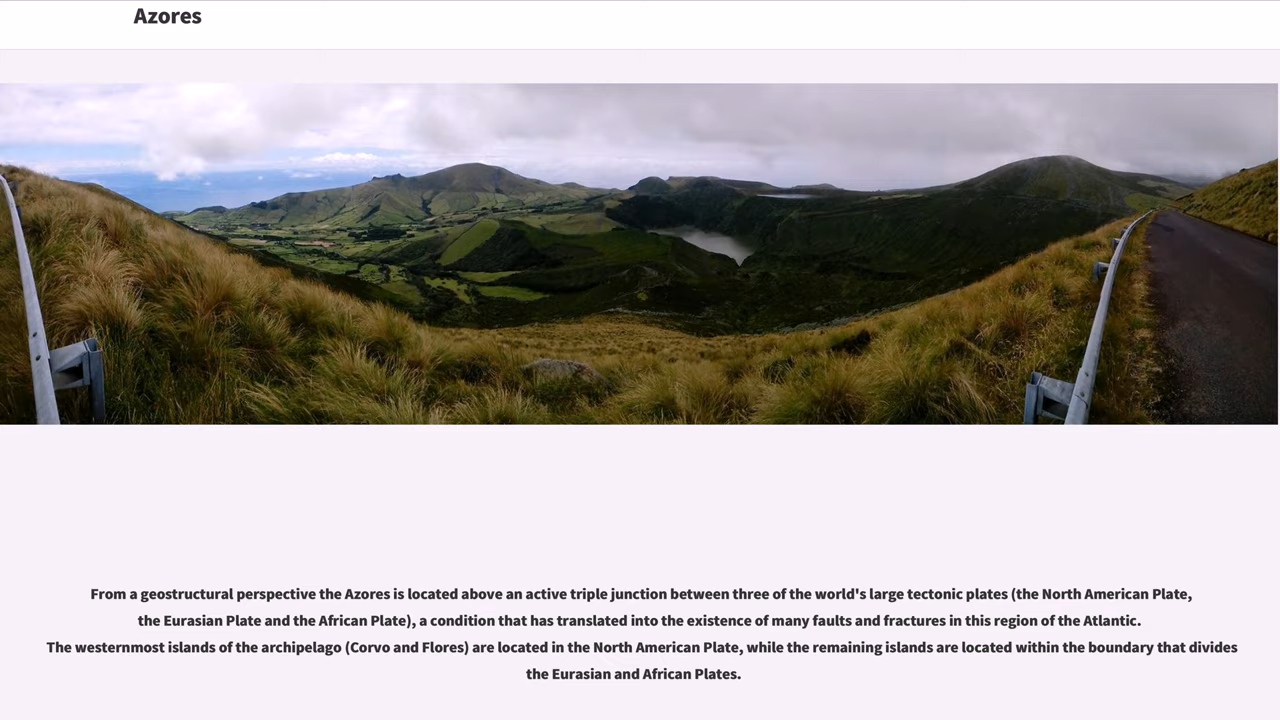 Azores
From a geostructural perspective the Azores is located above an active triple junction between three of the world's large tectonic plates (the North American Plate,
the Eurasian Plate and the African Plate), a condition that has translated into the existence of many faults and fractures in this region of the Atlantic.
The westernmost islands of the archipelago (Corvo and Flores) are located in the North American Plate, while the remaining islands are located within the boundary that divides
the Eurasian and African Plates.